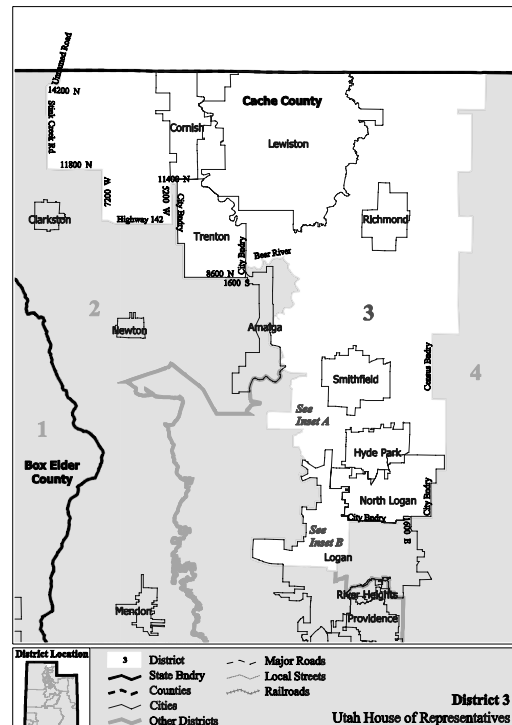 Unnamed Road
14200 N
Cache County
Stink Creek Rd
Cornish
Lewiston
11800 N
11400 N
7200 W
5200 W
Clarkston
City Bndry
Richmond
Highway 142
Trenton
City Bndry
Bear River
8600 N
1600 S
2
3
Newton
Amalga
4
Census Bndry
Smithfield
See
Inset A
1
Hyde Park
Box Elder
County
North Logan
City Bndry
City Bndry
1600 E
See
Inset B
Logan
River Heights
Mendon
Providence
District Location
3 District
State Bndry
Counties
Cities
Other Districts
Major Roads
Local Streets
Railroads
District 3
Utah House of Representatives